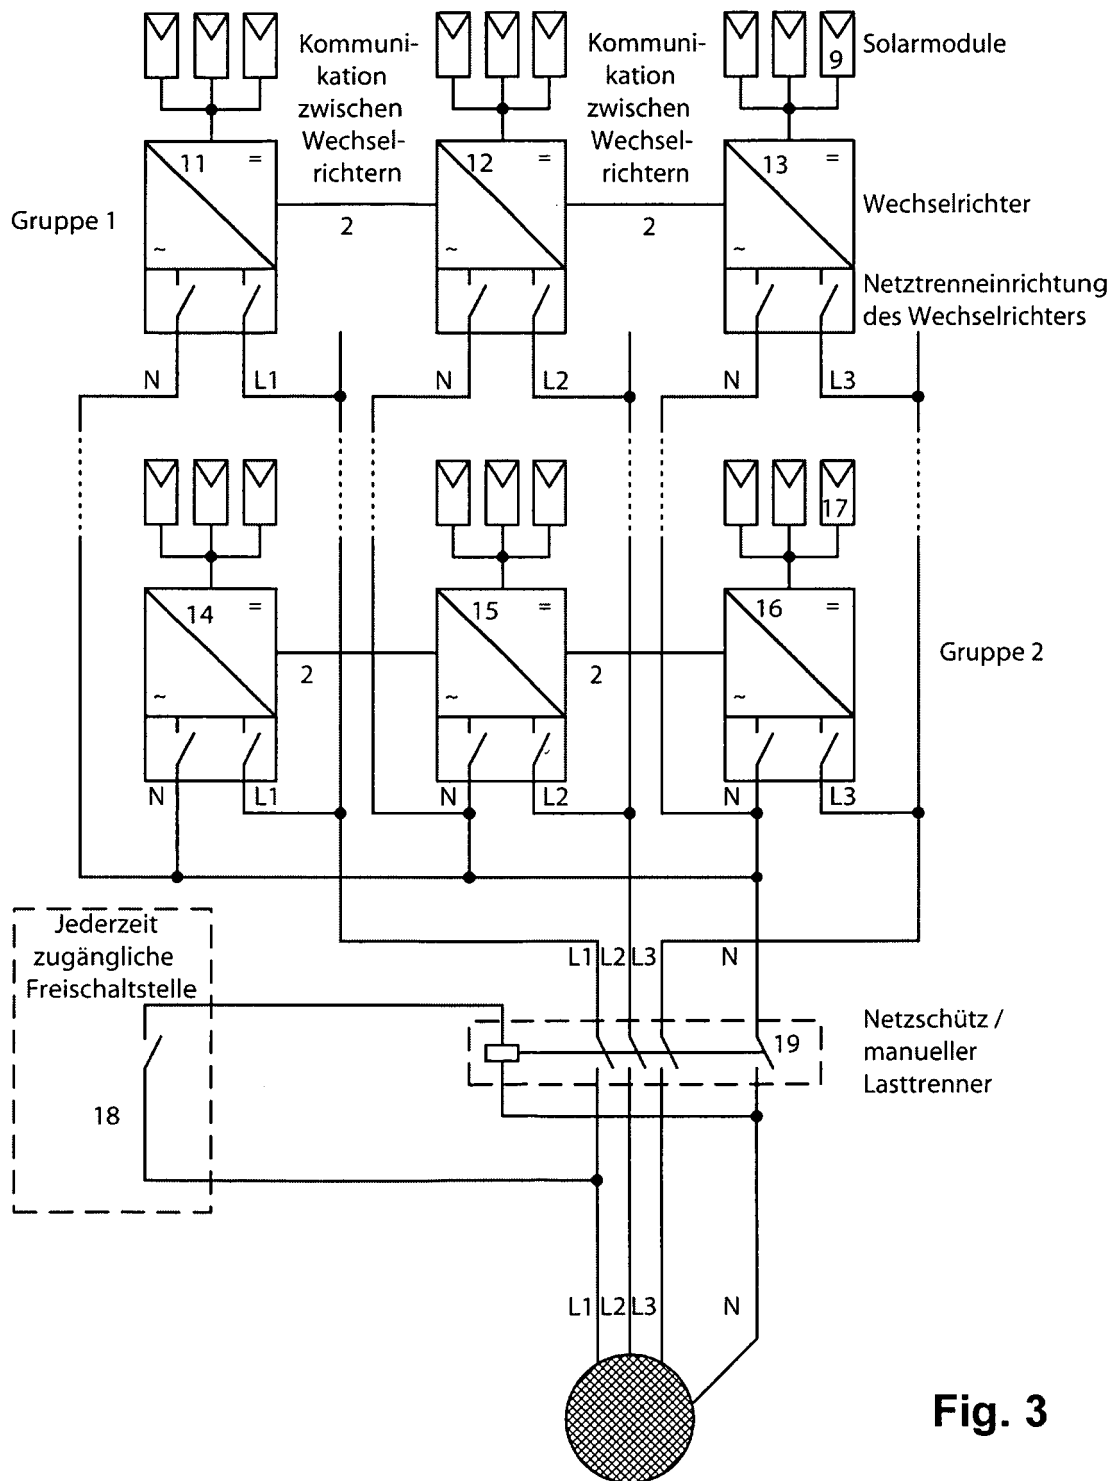 Kommuni-
kation
zwischen
Wechsel-
richtern
Kommuni-
kation
zwischen
Wechsel-
richtern
9
Solarmodule
Gruppe 1
11 =
~
2
12 =
~
2
13 =
~
Wechselrichter
Netztrenneinrichtung
des Wechselrichters
N L1 N L2 N L3
17
14 =
~
2
15 =
~
2
16 =
~
Gruppe 2
N L1 N L2 N L3
Jederzeit
zugängliche
Freischaltstelle
18
L1 L2 L3 N
19
Netzschütz /
manueller
Lasttrenner
L1 L2 L3 N
Fig. 3